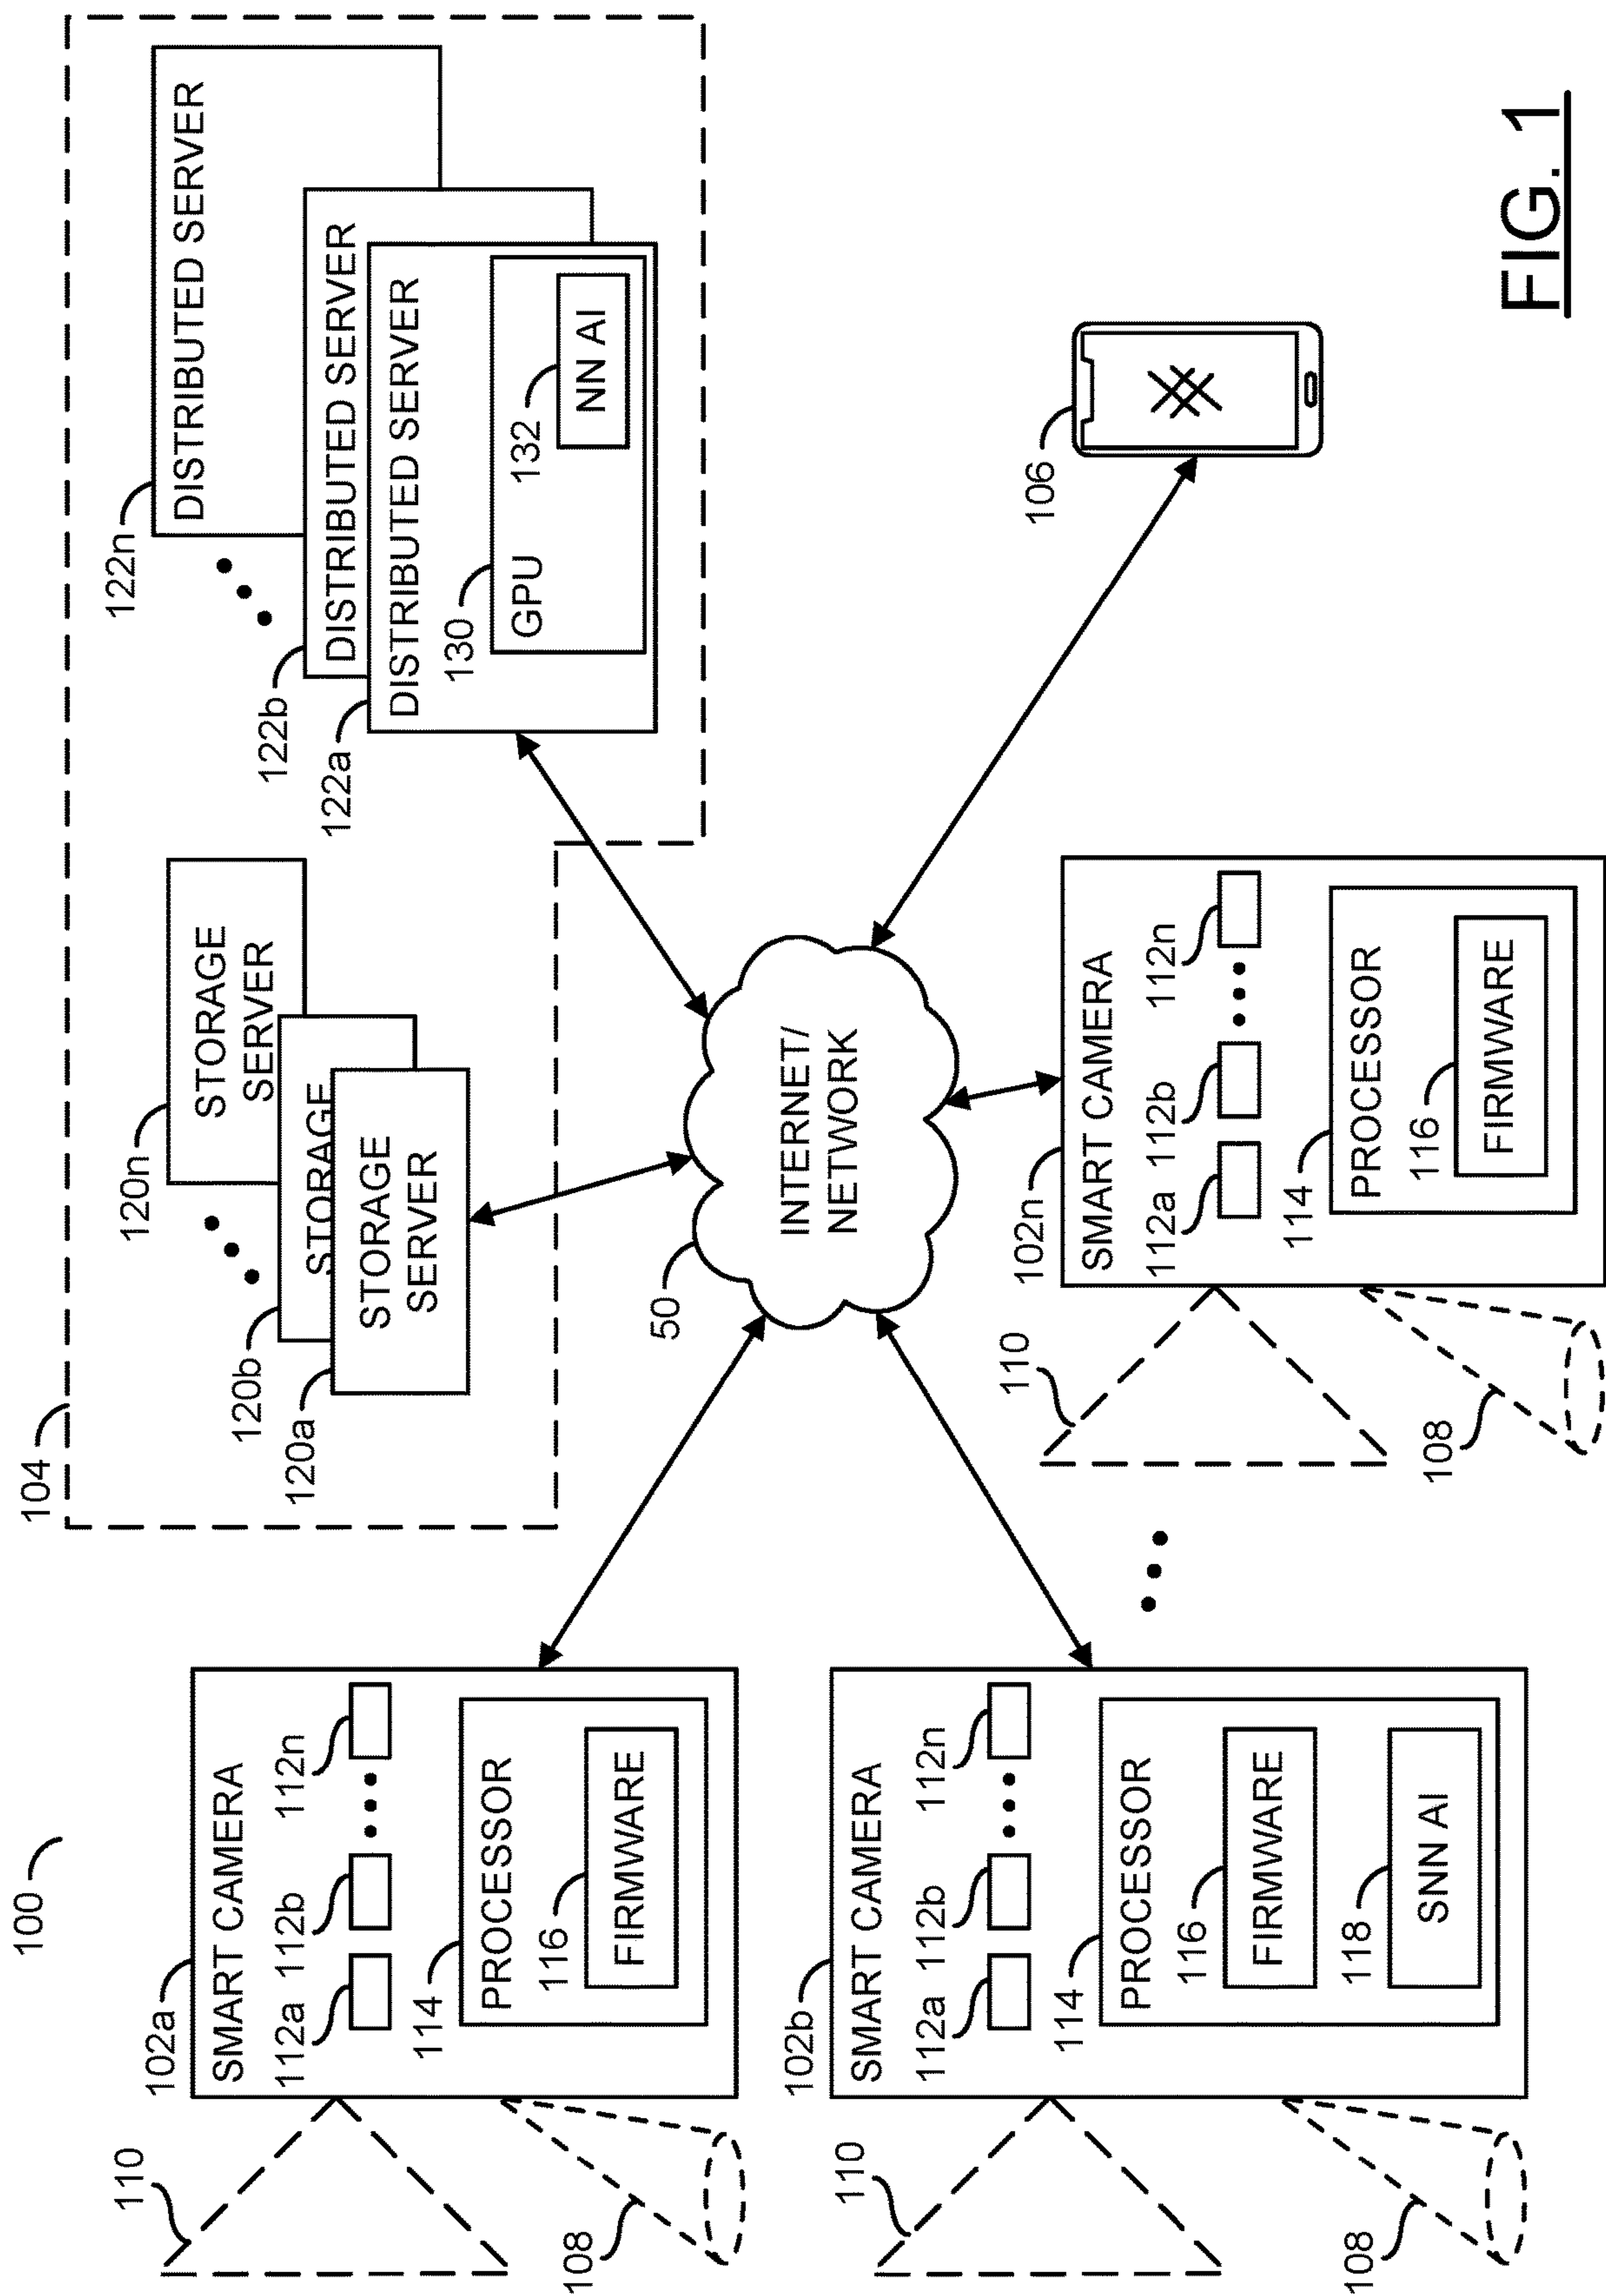 100
104
120n
STORAGE
SERVER
120b
STORAGE
120a
STORAGE
SERVER
122n
DISTRIBUTED SERVER
122b
DISTRIBUTED SERVER
122a
DISTRIBUTED SERVER
130
GPU
132
NN AI
50
INTERNET/
NETWORK
106
110
102a
SMART CAMERA
112a
112b
112n
114
PROCESSOR
116
FIRMWARE
108
110
102b
SMART CAMERA
112a
112b
112n
114
PROCESSOR
116
FIRMWARE
118
SNN AI
108
110
102n
SMART CAMERA
112a
112b
112n
114
PROCESSOR
116
FIRMWARE
108
FIG. 1